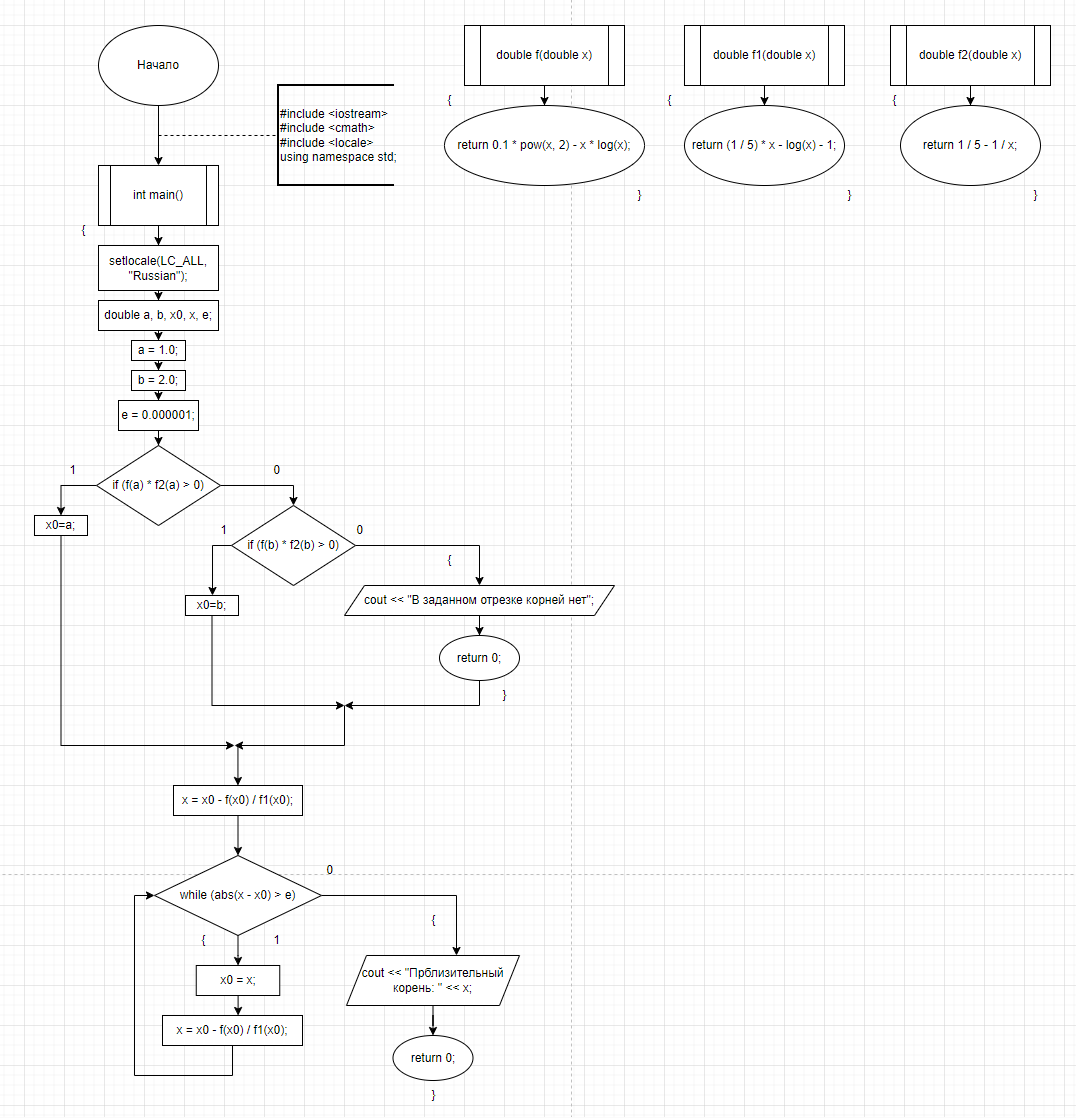 Начало
#include <iostream>
#include <cmath>
#include <locale>
using namespace std;
int main()
{
setlocale(LC_ALL,
"Russian");
double a, b, x0, x, e;
a = 1.0;
b = 2.0;
e = 0.000001;
if (f(a) * f2(a) > 0)
1
0
x0=a;
if (f(b) * f2(b) > 0)
1
0
x0=b;
{
cout << "В заданном отрезке корней нет";
return 0;
}
x = x0 - f(x0) / f1(x0);
while (abs(x - x0) > e)
0
{
1
x0 = x;
x = x0 - f(x0) / f1(x0);
{
cout << "Прблизительный
корень: " << x;
return 0;
}
double f(double x)
{
return 0.1 * pow(x, 2) - x * log(x);
}
double f1(double x)
{
return (1 / 5) * x - log(x) - 1;
}
double f2(double x)
{
return 1 / 5 - 1 / x;
}